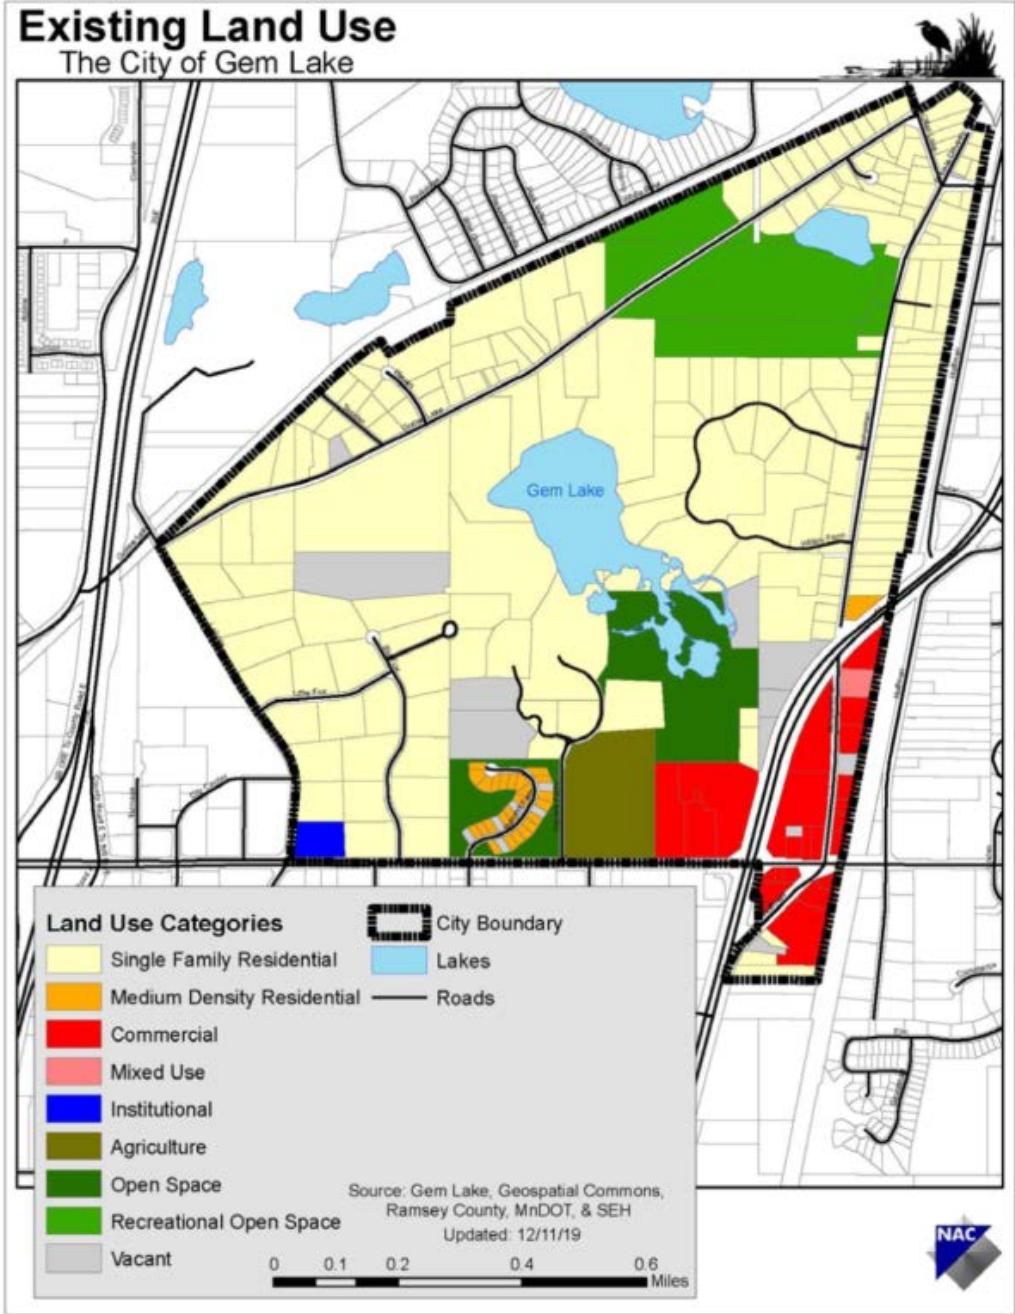 Existing Land Use
The City of Gem Lake
Gem Lake
Little Fox
Land Use Categories
Single Family Residential
Medium Density Residential
Commercial
Mixed Use
Institutional
Agriculture
Open Space
Recreational Open Space
Vacant
City Boundary
Lakes
Roads
Source: Gem Lake, Geospatial Commons,
Ramsey County, MnDOT, & SEH
Updated: 12/11/19
0 0.1 0.2 0.4 0.6
Miles
NAC